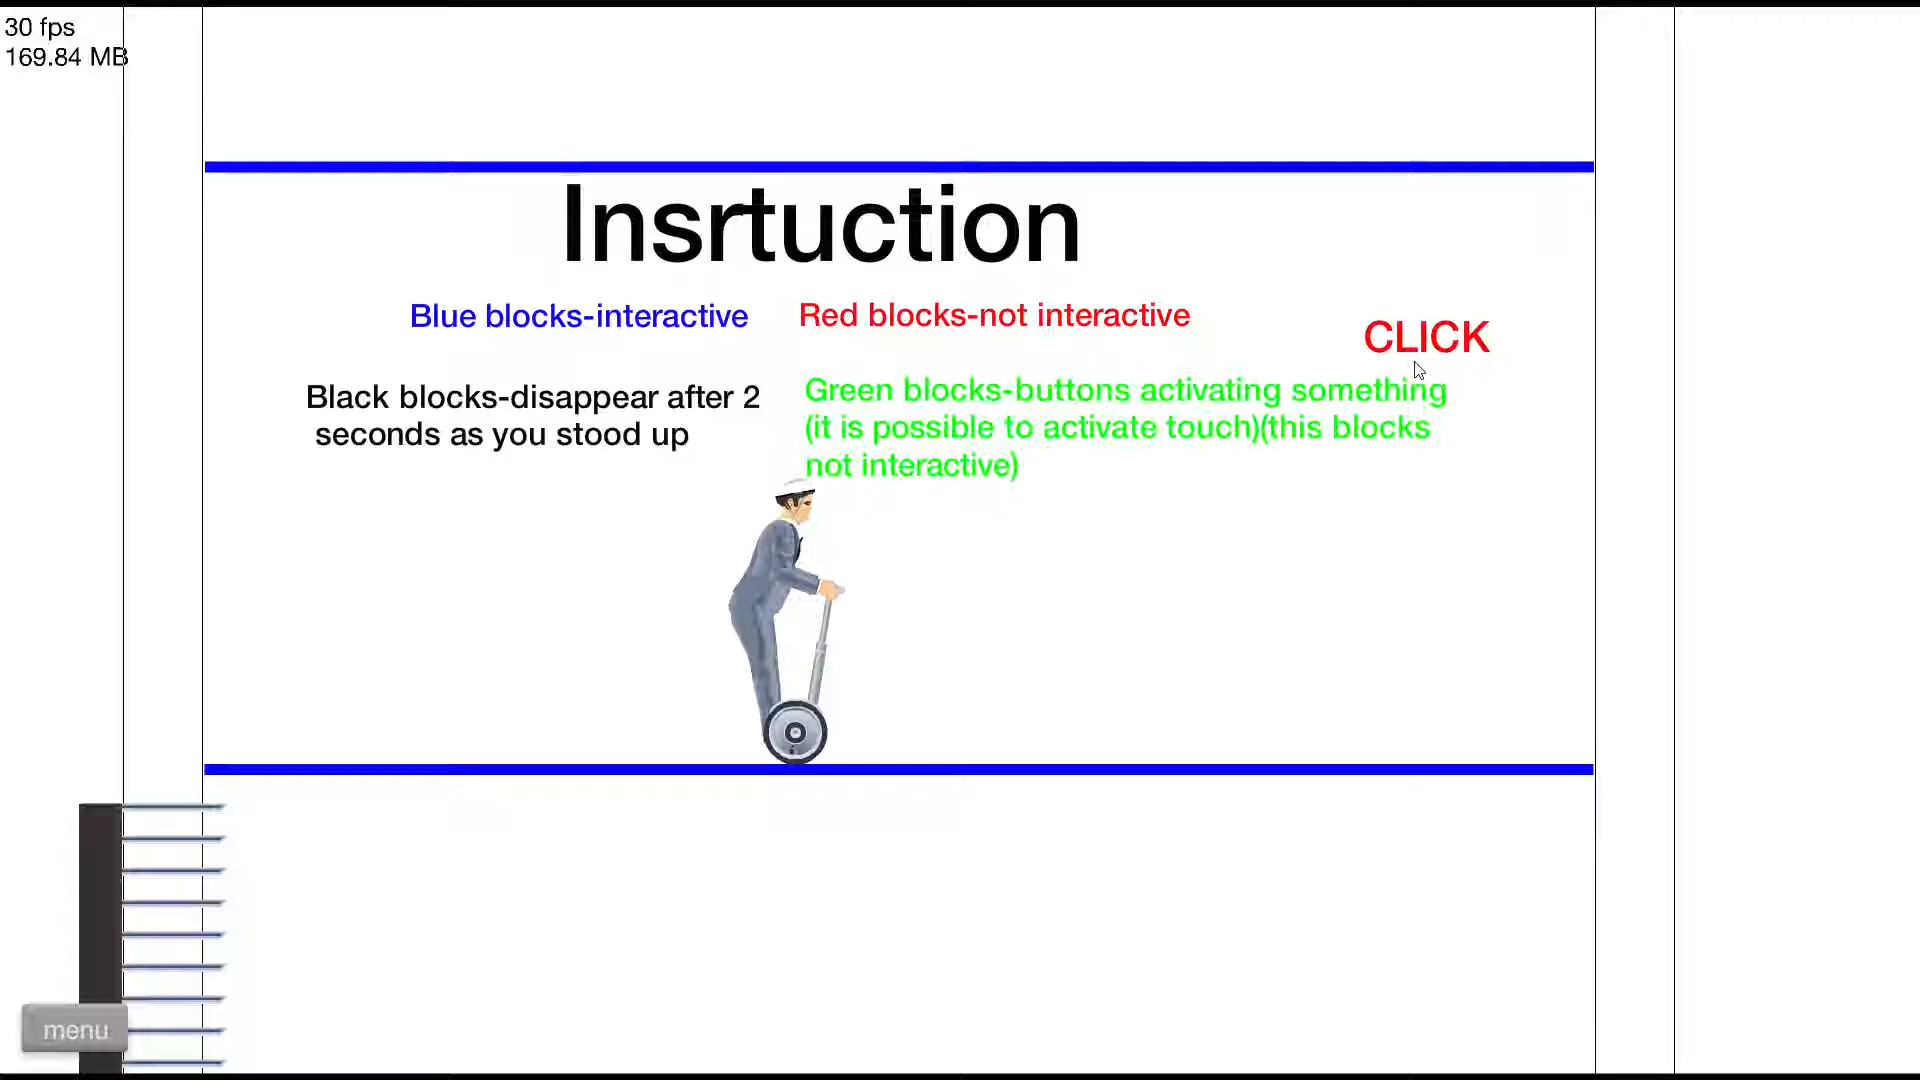 30 fps
169.84 MB
Insrtuction
Blue blocks-interactive
Red blocks-not interactive
CLICK
Black blocks-disappear after 2
seconds as you stood up
Green blocks-buttons activating something
(it is possible to activate touch)(this blocks
not interactive)
menu